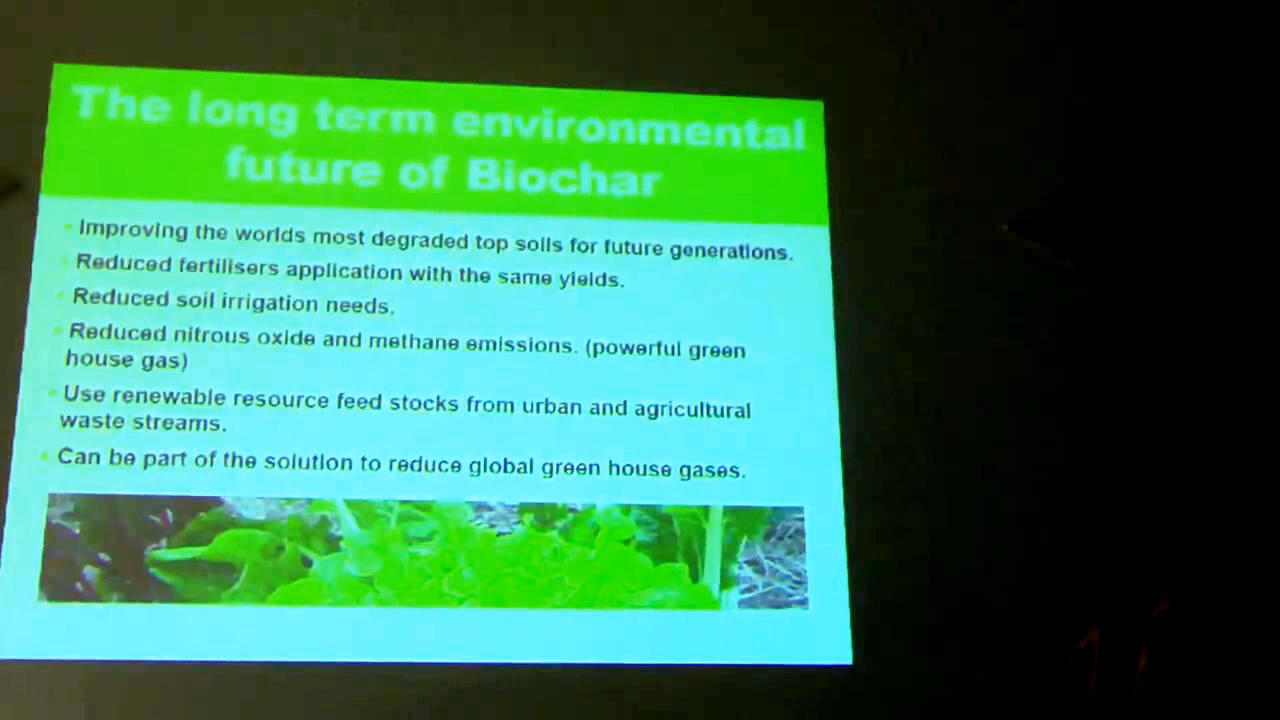 The long term environmental
future of Biochar
Improving the worlds most degraded top soils for future generations.
Reduced fertilisers application with the same yields.
Reduced soil irrigation needs.
Reduced nitrous oxide and methane emissions. (powerful green
house gas)
Use renewable resource feed stocks from urban and agricultural
waste streams.
Can be part of the solution to reduce global green house gases.